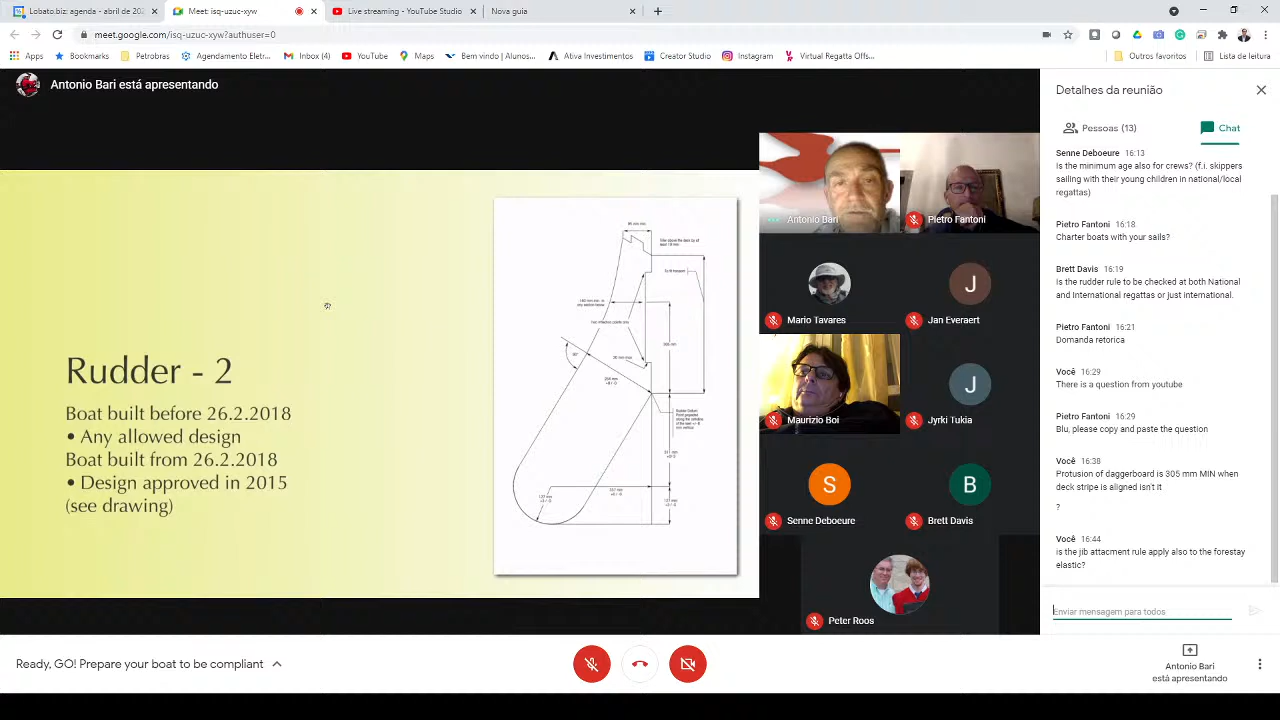 Lobato.biz: agenda - abril de 202
Meet: isq-uzuc-xyw
Live streaming - YouTube Studio
Nova guia
meet.google.com/isq-uzuc-xyw?authuser=0
Apps
Pockets
Petrobras
Agendamento Eletr...
Inbox (4)
YouTube
Maps
Bem vindo | Alunos...
Ativa Investimentos
Creator Studio
Instagram
Virtual Regatta Offs...
Outros favoritos
Lista de leitura
Antonio Bari está apresentando
Rudder - 2
Boat built before 26.2.2018
• Any allowed design
Boat built from 26.2.2018
• Design approved in 2015
(see drawing)
Antonio Bari
Pietro Fantoni
Mario Tavares
J
Jan Everaert
Maurizio Boi
J
Jyrki Tukia
S
Senne Deboeure
B
Brett Davis
Peter Roos
Detalhes da reunião
Pessoas (13)
Chat
Senne Deboeure 16:13
Is the minimum age also for crews? (f.i. skippers
sailing with their young children in national/local
regattas)
Pietro Fantoni 16:18
Charter boats with your sails?
Brett Davis 16:19
Is the rudder rule to be checked at both National
and International regattas or just international.
Pietro Fantoni 16:21
Domanda retorica
Você 16:29
There is a question from youtube
Pietro Fantoni 16:29
Blu, please copy and paste the question
Você 16:38
Protusion of daggerboard is 305 mm MIN when
deck stripe is aligned isn't it
?
Você 16:44
is the jib attacment rule apply also to the forestay
elastic?
Enviar mensagem para todos
Ready, GO! Prepare your boat to be compliant
Antonio Bari
está apresentando